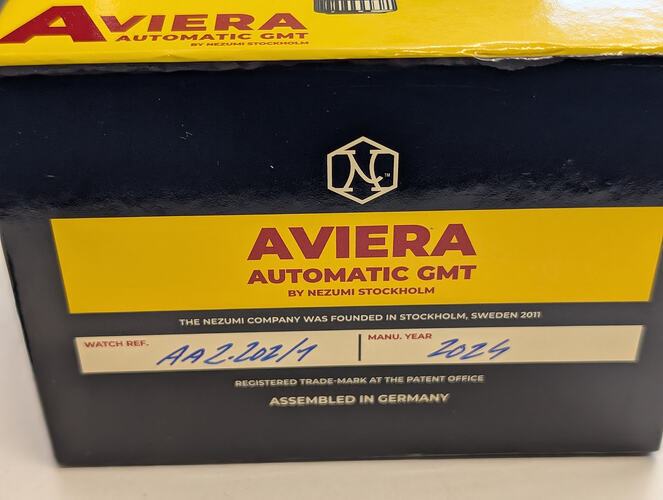 AVIERA
AUTOMATIC GMT
BY NEZUMI STOCKHOLM
N™
AVIERA
AUTOMATIC GMT
BY NEZUMI STOCKHOLM
THE NEZUMI COMPANY WAS FOUNDED IN STOCKHOLM, SWEDEN 2011
WATCH REF. AA2.202/1 MANU. YEAR 2024
REGISTERED TRADE-MARK AT THE PATENT OFFICE
ASSEMBLED IN GERMANY